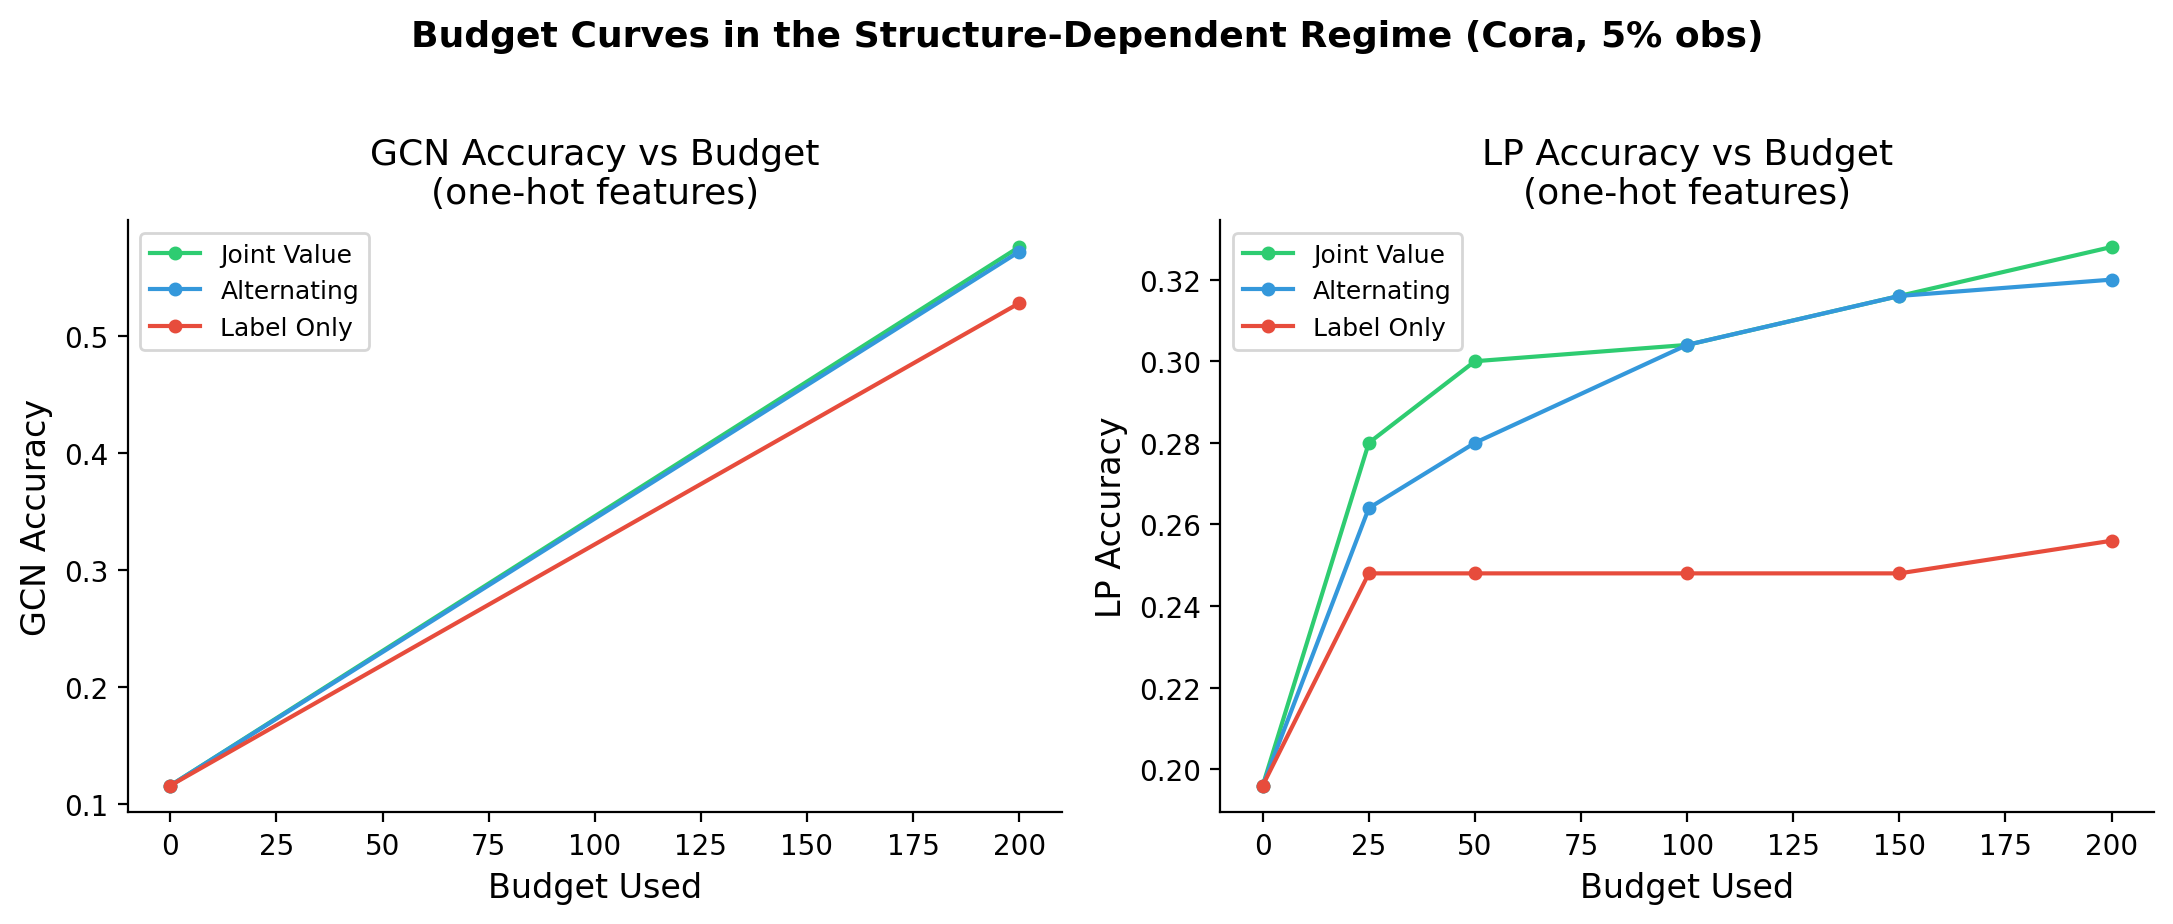 Budget Curves in the Structure-Dependent Regime (Cora, 5% obs)
GCN Accuracy vs Budget
(one-hot features)
Joint Value
Alternating
Label Only
GCN Accuracy
0.5
0.4
0.3
0.2
0.1
0 25 50 75 100 125 150 175 200
Budget Used
LP Accuracy vs Budget
(one-hot features)
Joint Value
Alternating
Label Only
LP Accuracy
0.32
0.30
0.28
0.26
0.24
0.22
0.20
0 25 50 75 100 125 150 175 200
Budget Used